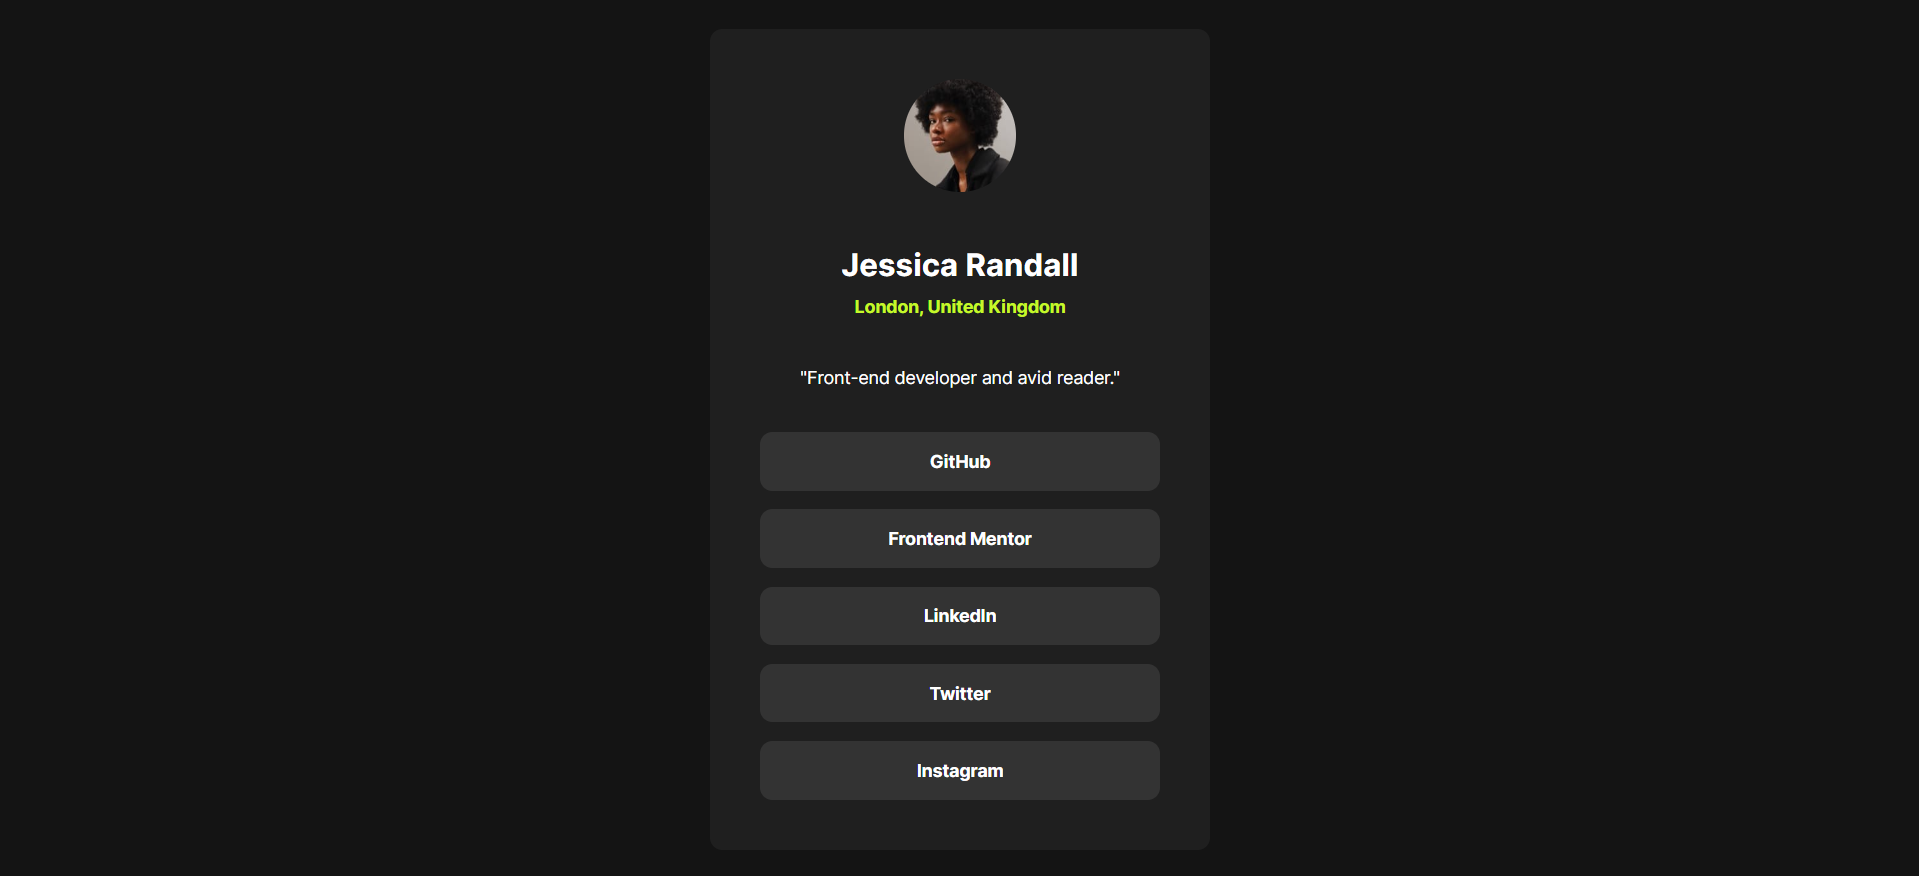 Jessica Randall
London, United Kingdom
"Front-end developer and avid reader."
GitHub
Frontend Mentor
LinkedIn
Twitter
Instagram